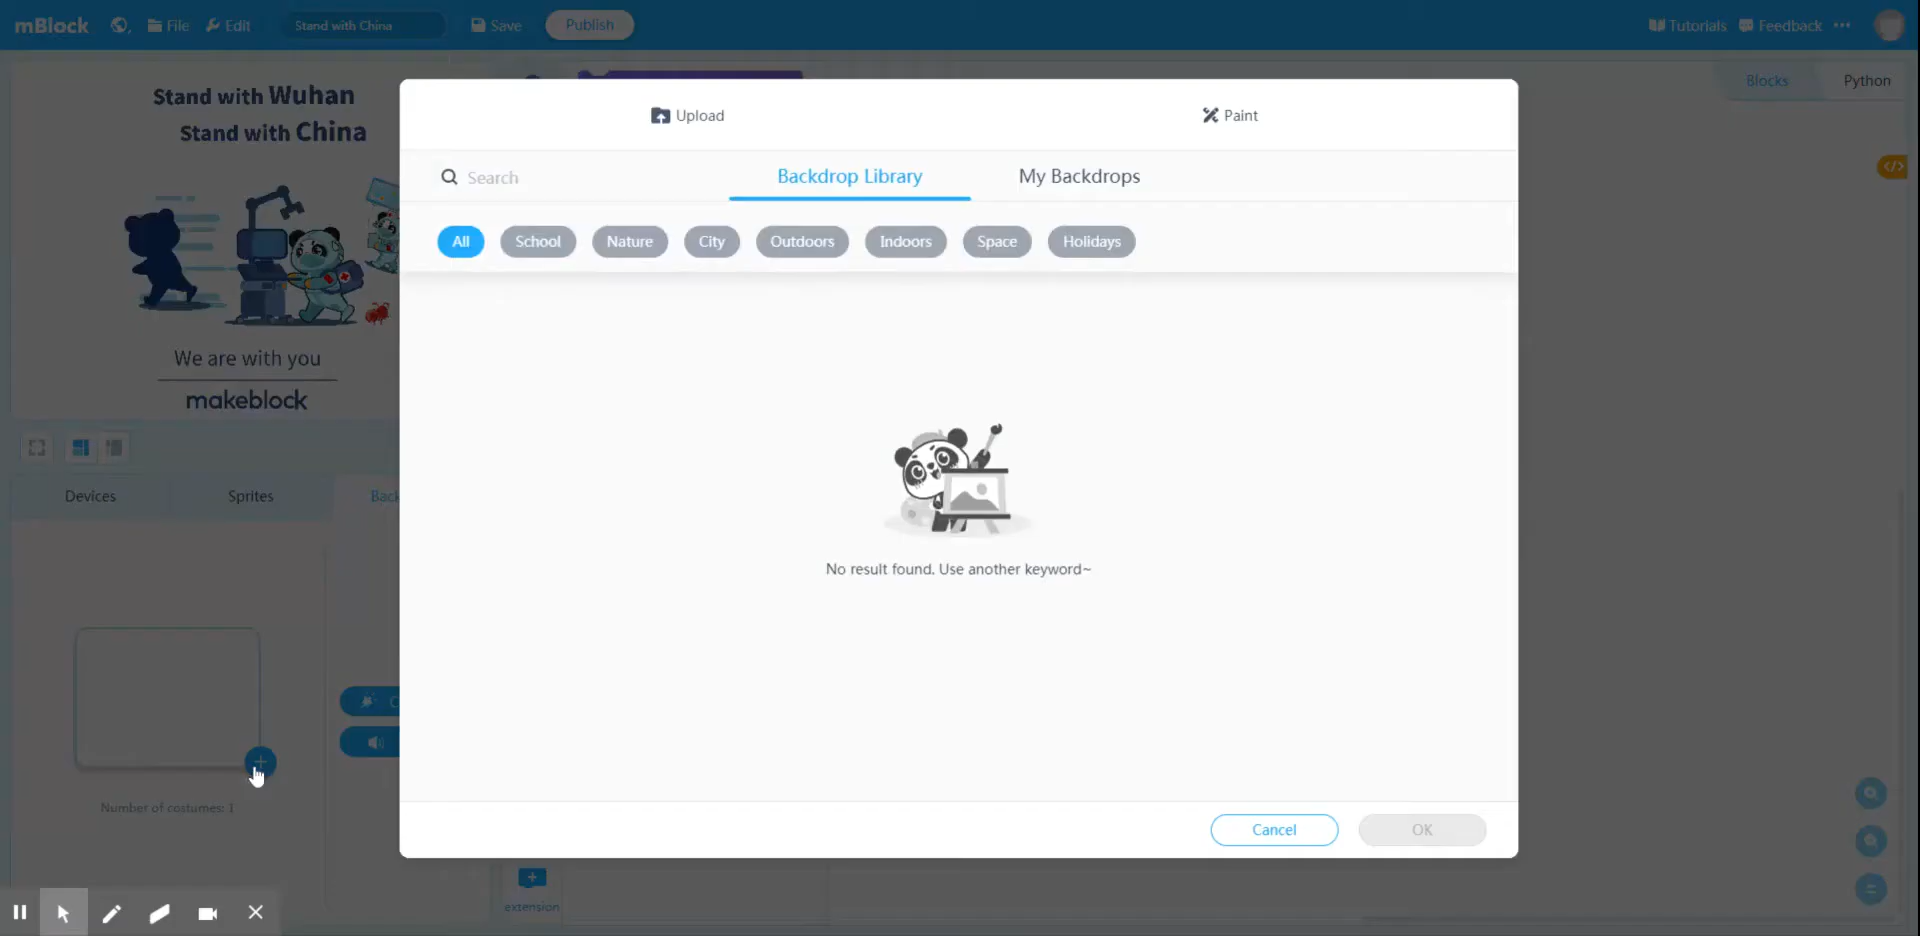 mBlock
File
Edit
Stand with China
Save
Publish
Tutorials
Feedback
Stand with Wuhan
Stand with China
We are with you
makeblock
Blocks
Python
Upload
Paint
Search
Backdrop Library
My Backdrops
All
School
Nature
City
Outdoors
Indoors
Space
Holidays
No result found. Use another keyword~
Devices
Sprites
Back
C
Number of costumes: 1
Cancel
OK
extension